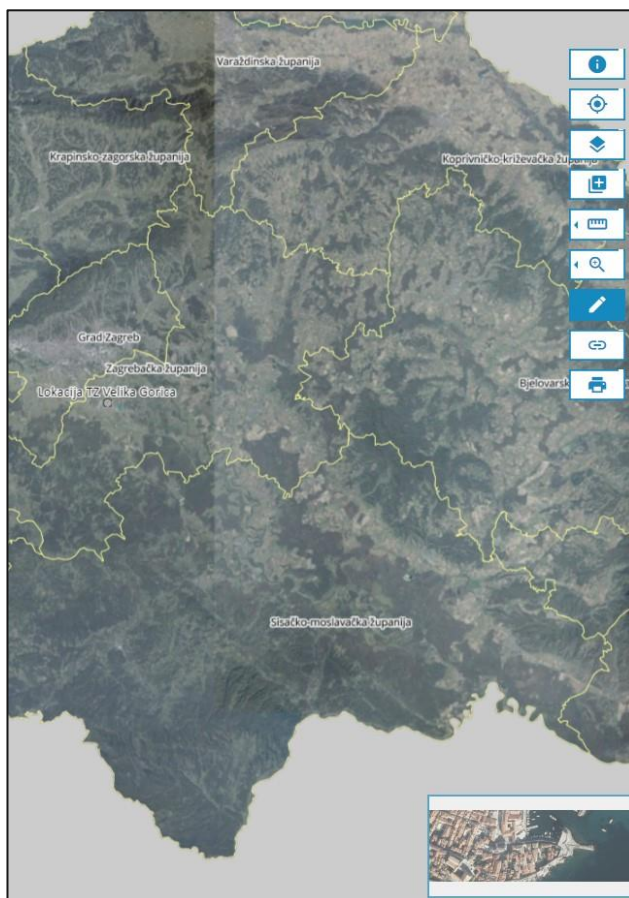 Varaždinska županija
Krapinsko-zagorska županija
Koprivničko-križevačka županija
Grad Zagreb
Zagrebačka županija
Lokacija TZ Velika Gorica
Bjelovarsk
Sisačko-moslavačka županija